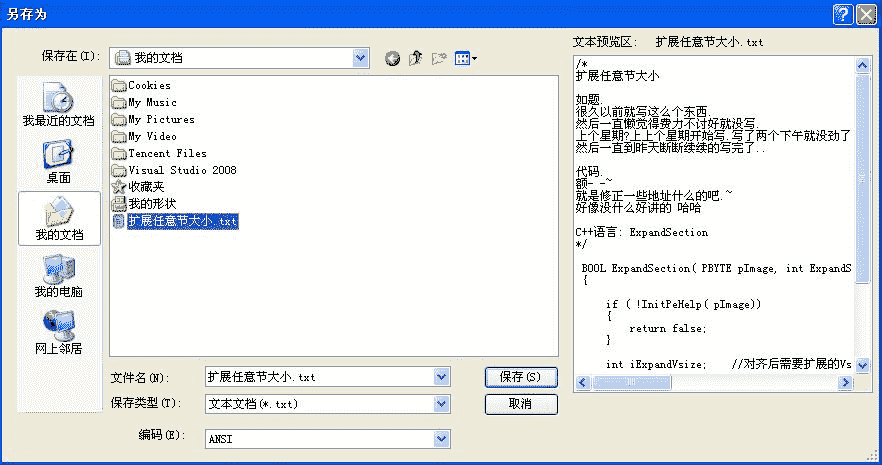 另存为
保存在(I):
我的文档
文本预览区: 扩展任意节大小.txt
我最近的文档
桌面
我的文档
我的电脑
网上邻居
Cookies
My Music
My Pictures
My Video
Tencent Files
Visual Studio 2008
收藏夹
我的形状
扩展任意节大小.txt
文件名(N):
扩展任意节大小.txt
保存(S)
保存类型(T):
文本文档(*.txt)
取消
编码(E):
ANSI
/*
扩展任意节大小
如题.
很久以前就写这么个东西.
然后一直懒觉得费力不讨好就没写.
上个星期?上上个星期开始写.写了两个下午就没劲了
然后一直到昨天断断续续的写完了..
代码.
额- -~
就是修正一些地址什么的吧.~
好像没什么好讲的 哈哈
C++语言: ExpandSection
*/
BOOL ExpandSection( PBYTE pImage, int ExpandS
{
if ( !InitPeHelp( pImage))
{
return false;
}
int iExpandVsize; //对齐后需要扩展的Vs